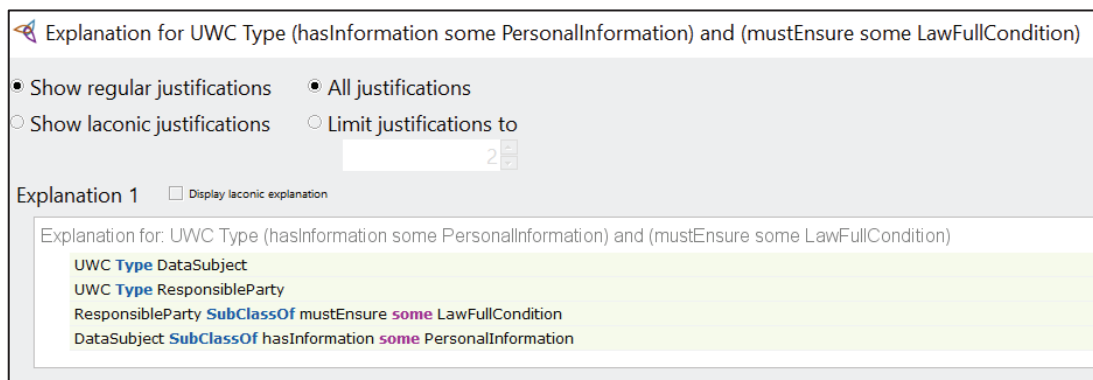 Explanation for UWC Type (hasInformation some PersonalInformation) and (mustEnsure some LawFullCondition)
Show regular justifications All justifications
Show laconic justifications Limit justifications to
2
Explanation 1 Display laconic explanation
Explanation for: UWC Type (hasInformation some PersonalInformation) and (mustEnsure some LawFullCondition)
UWC Type DataSubject
UWC Type ResponsibleParty
ResponsibleParty SubClassOf mustEnsure some LawFullCondition
DataSubject SubClassOf hasInformation some PersonalInformation